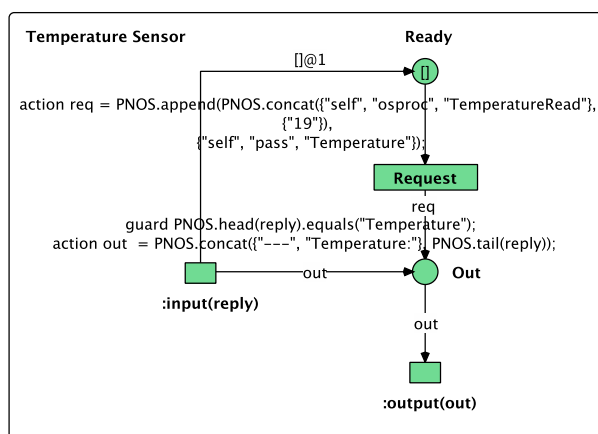 Temperature Sensor
Ready
[]@1
[]
action req = PNOS.append(PNOS.concat({"self", "osproc", "TemperatureRead"},
{"19"}),
{"self", "pass", "Temperature"});
Request
req
guard PNOS.head(reply).equals("Temperature");
action out  = PNOS.concat({"---", "Temperature:"}, PNOS.tail(reply));
out
Out
:input(reply)
out
:output(out)